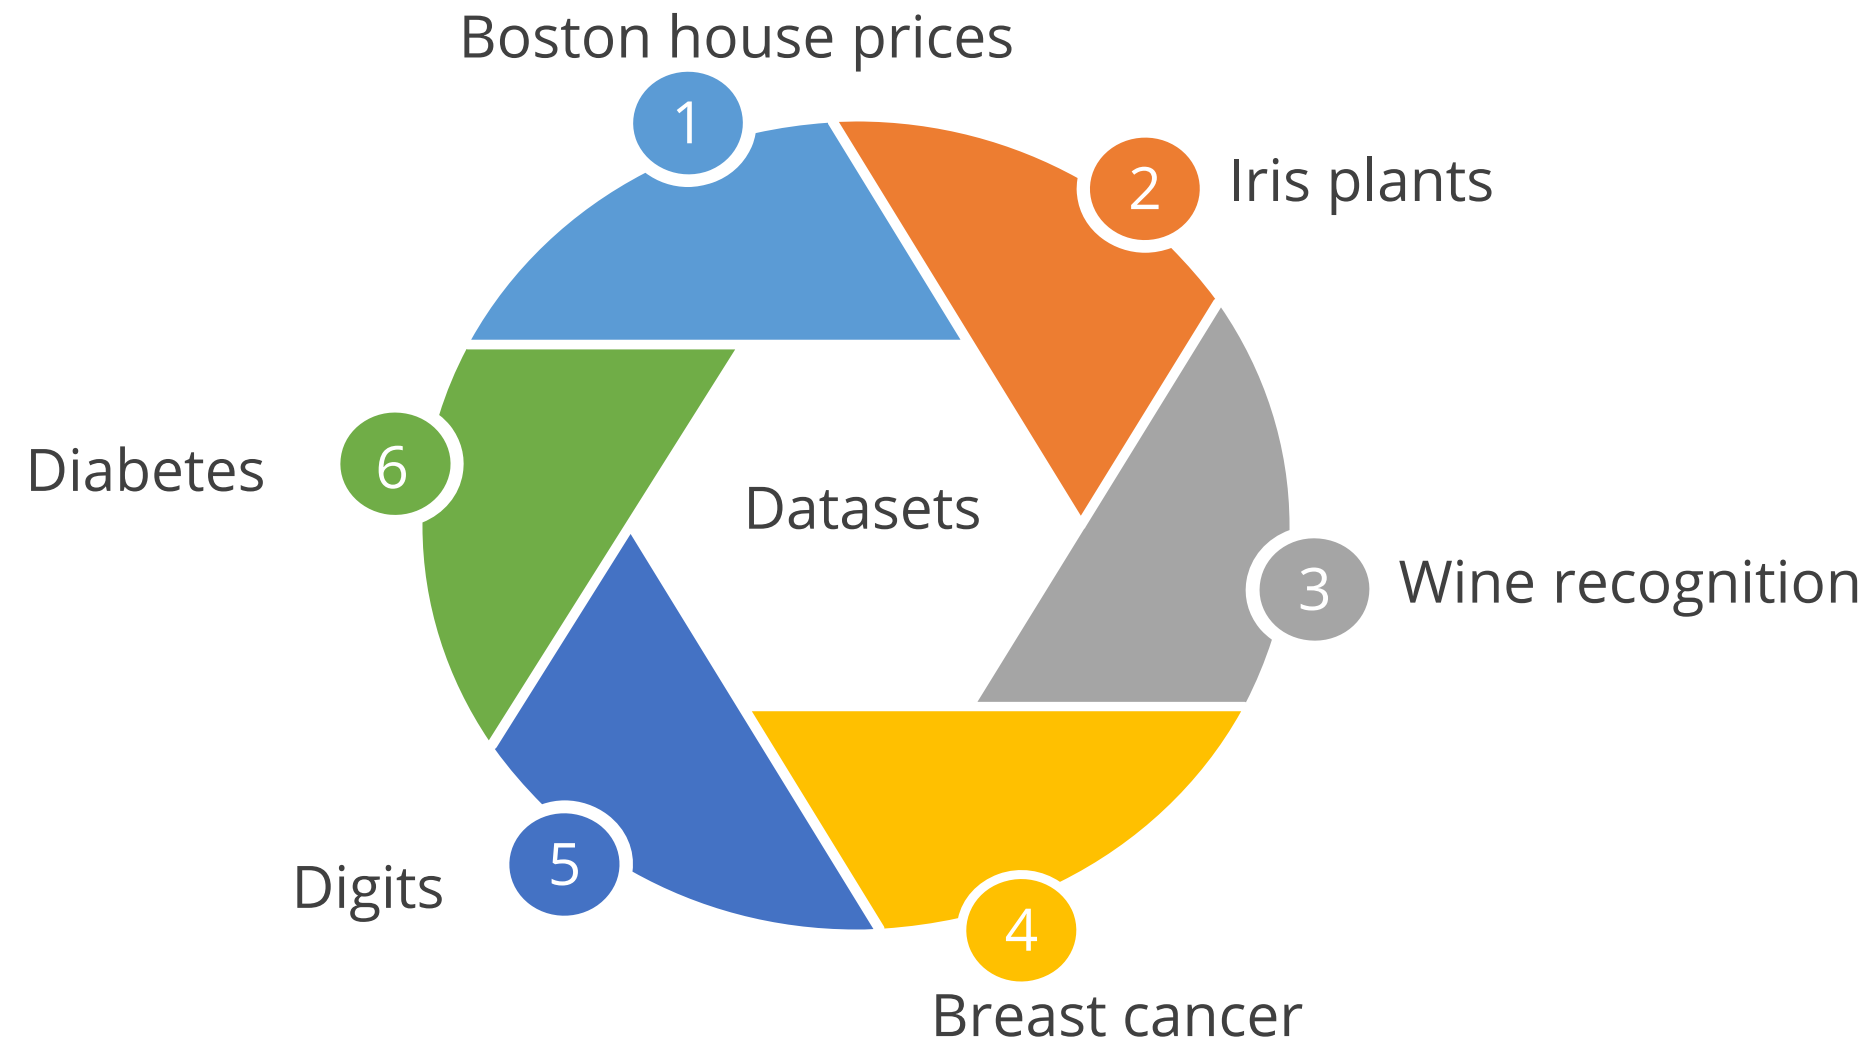 Boston house prices
1
2
Iris plants
6
Diabetes
Datasets
3
Wine recognition
5
Digits
4
Breast cancer